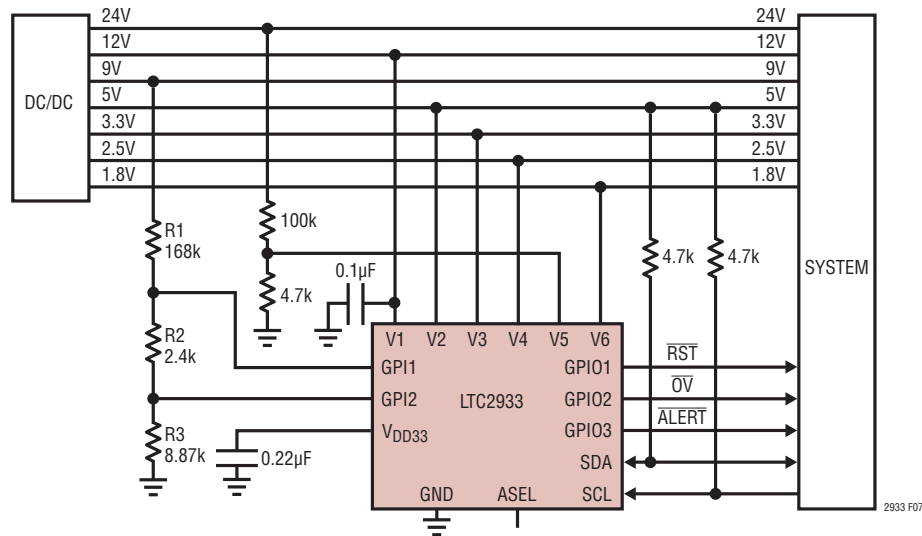 24V
12V
9V
5V
3.3V
2.5V
1.8V
DC/DC
24V
12V
9V
5V
3.3V
2.5V
1.8V
SYSTEM
R1
168k
R2
2.4k
R3
8.87k
100k
4.7k
0.1µF
0.22µF
4.7k
4.7k
V1 V2 V3 V4 V5 V6
GPI1
GPI2
VDD33
LTC2933
GPIO1
GPIO2
GPIO3
SDA
SCL
GND
ASEL
RST
OV
ALERT
2933 F07